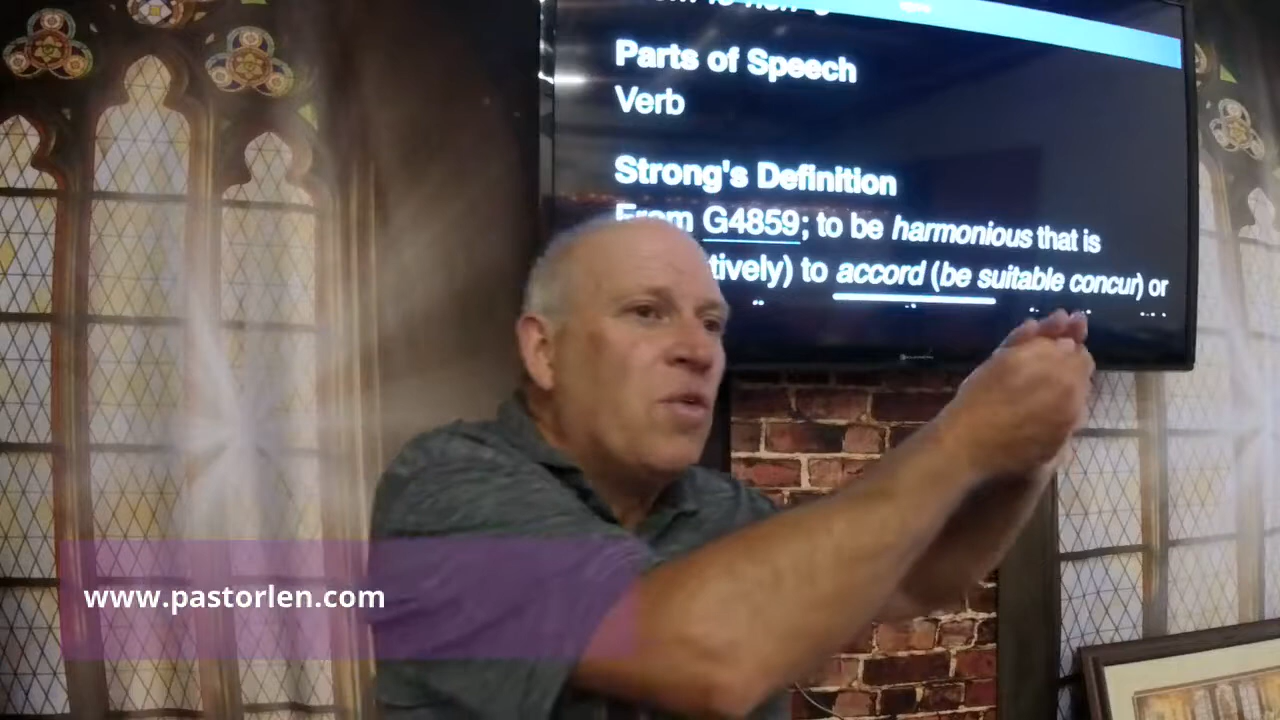 Parts of Speech
Verb
Strong's Definition
From G4859; to be harmonious that is
tively) to accord (be suitable concur) or
www.pastorlen.com